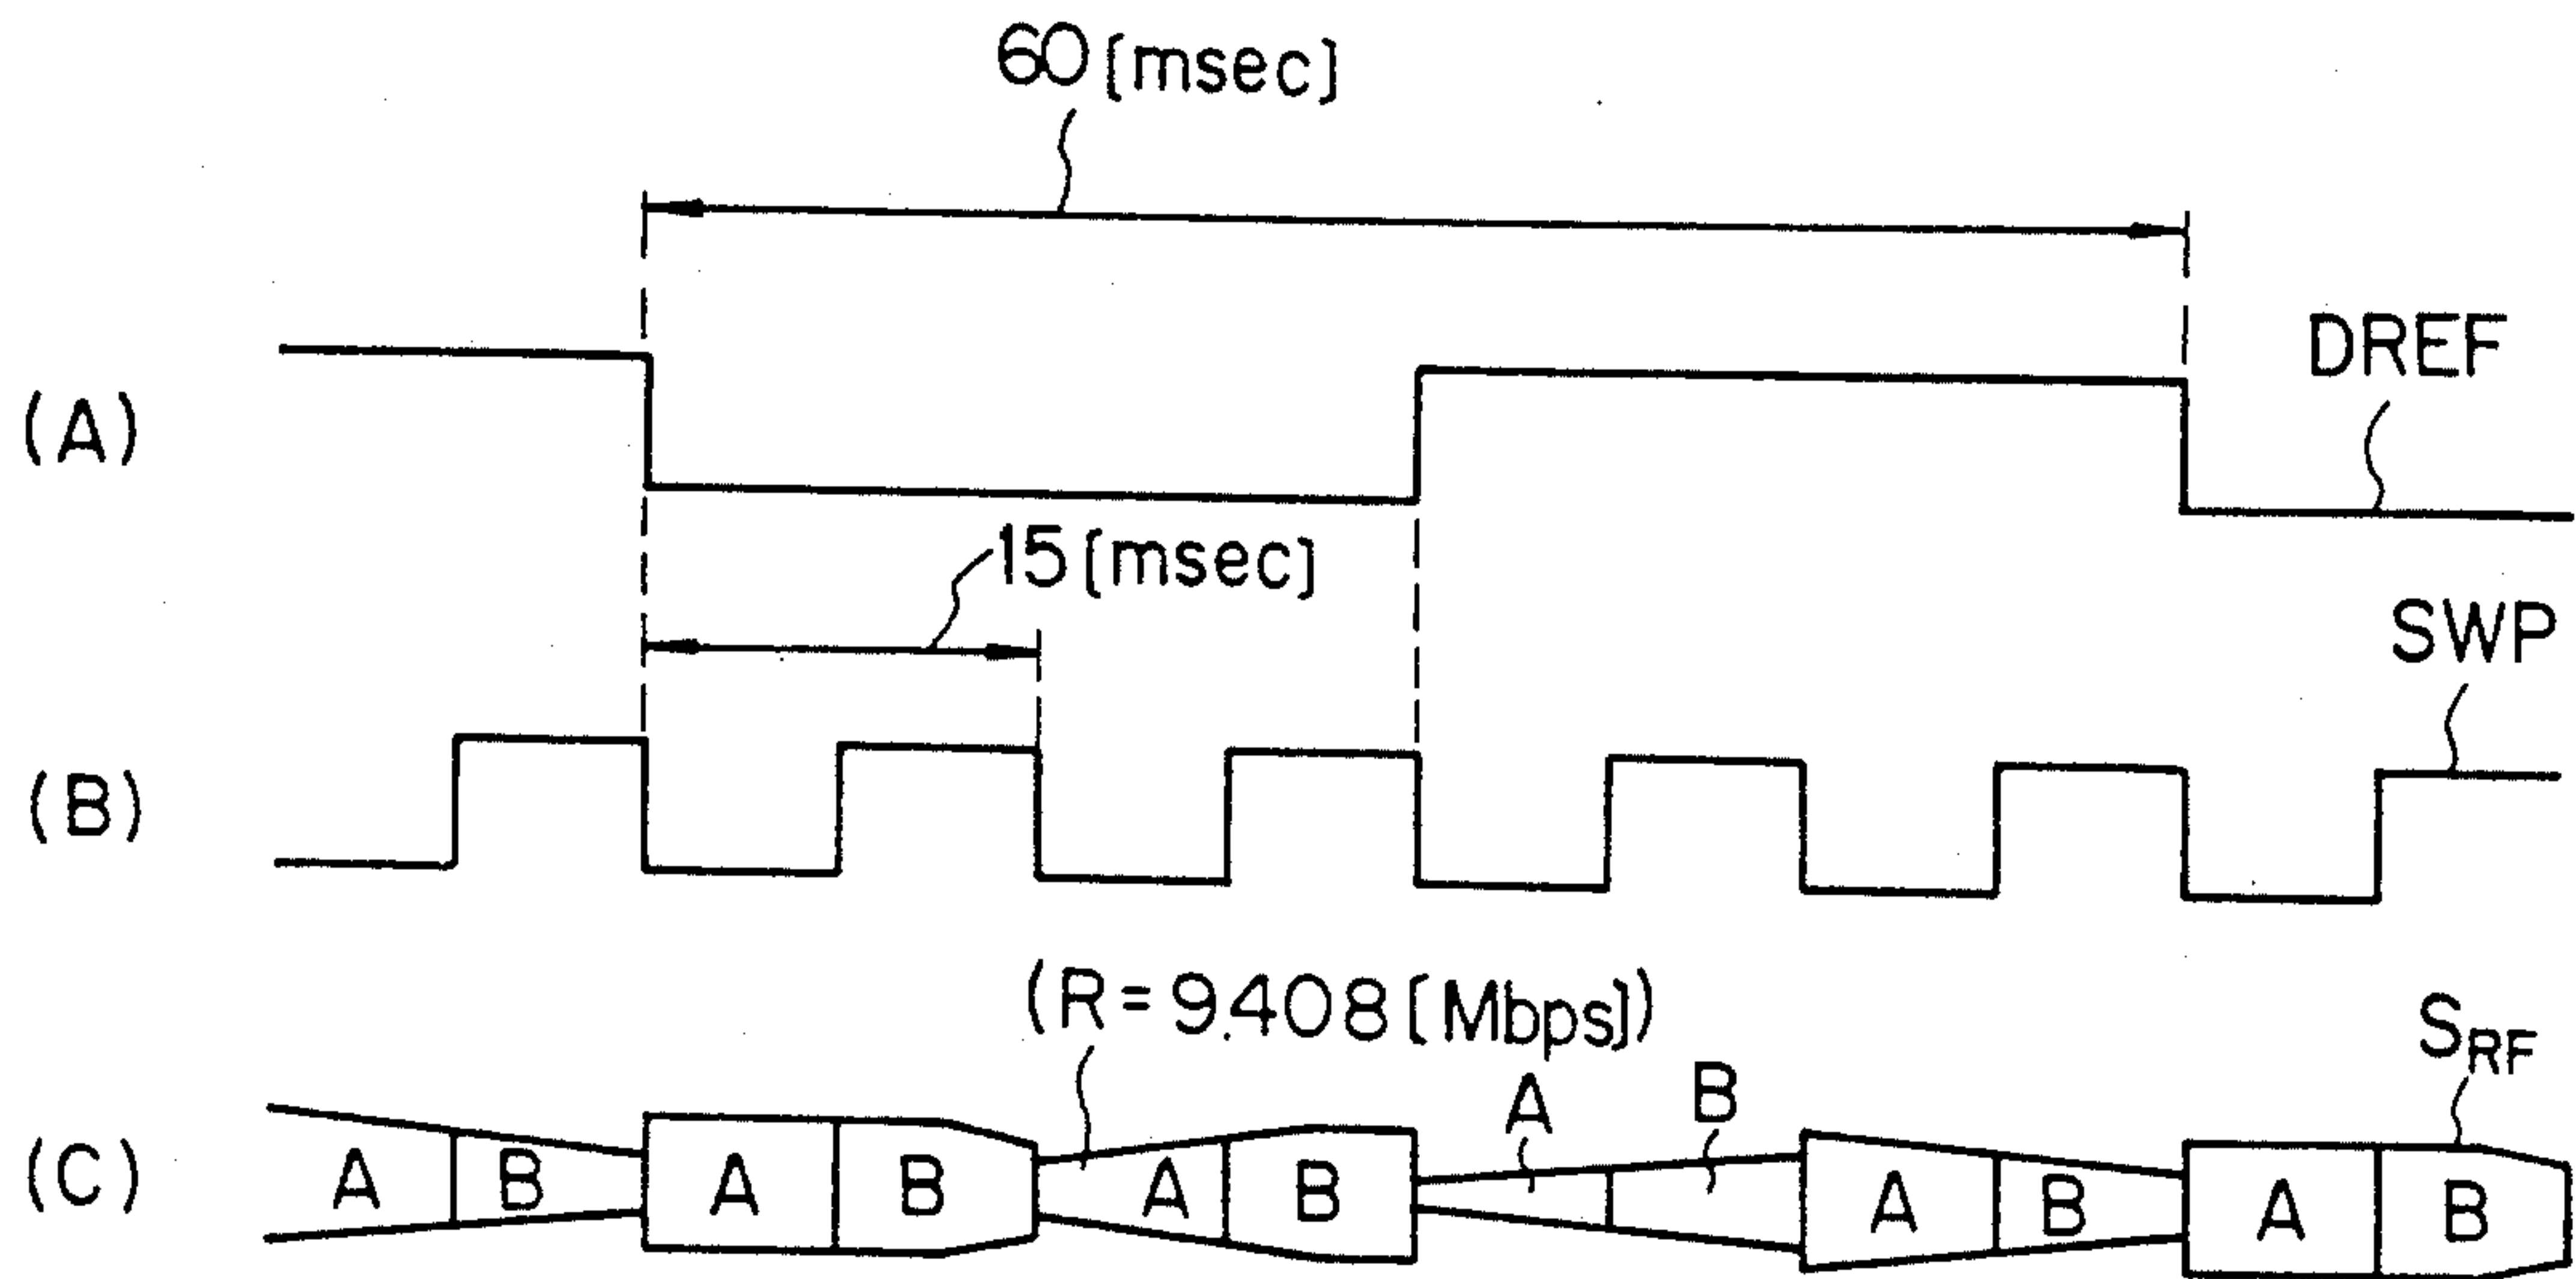 60 [msec]
(A)
DREF
15 [msec]
SWP
(B)
(R = 9.408 [Mbps])
A
B
SRF
(C)
A
B
A
B
A
B
A
B
A
B